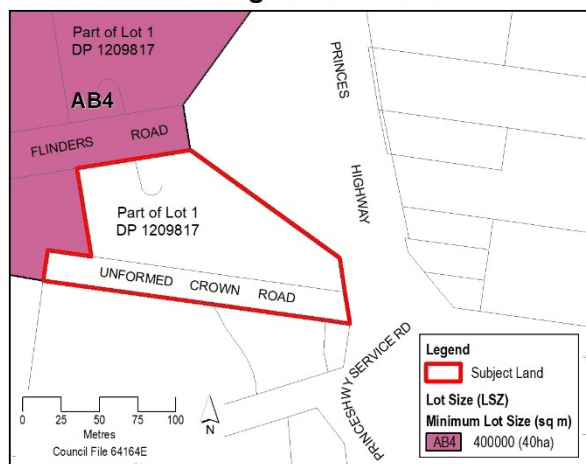 Part of Lot 1
DP 1209817
AB4
FLINDERS ROAD
PRINCES
HIGHWAY
Part of Lot 1
DP 1209817
UNFORMED CROWN ROAD
PRINCESHWY SERVICE RD
0 25 50 75 100
Metres
Council File 64164E
N
Legend
Subject Land
Lot Size (LSZ)
Minimum Lot Size (sq m)
AB4 400000 (40ha)